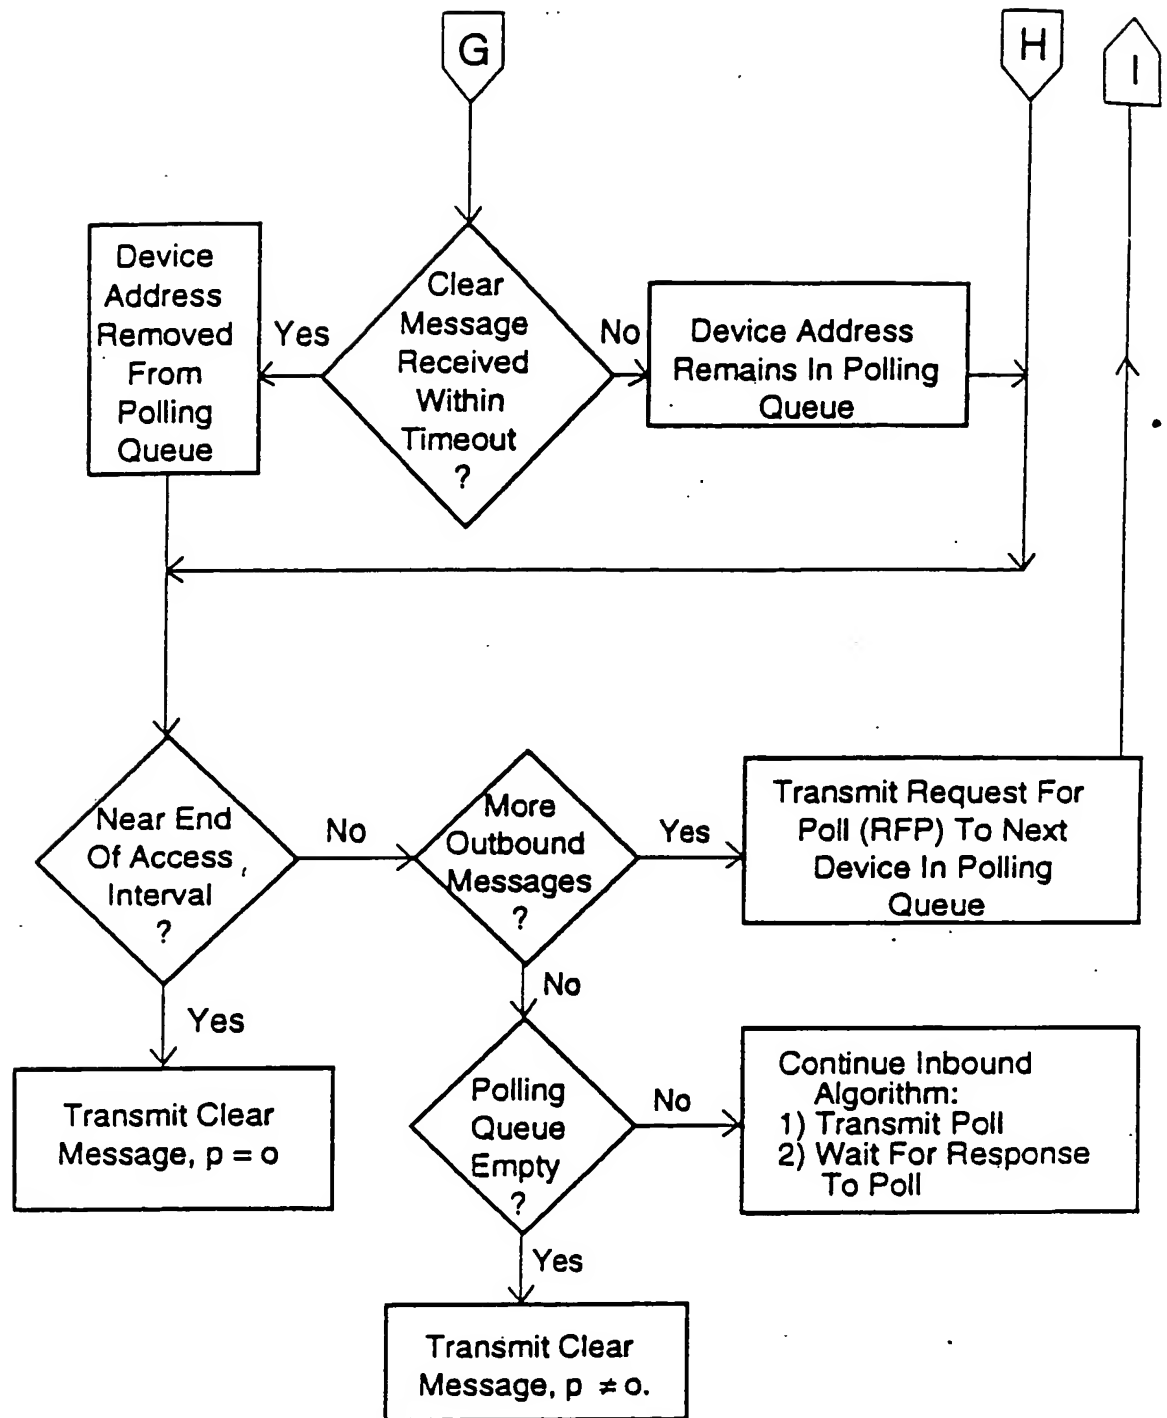 G
H
I
Device
Address
Removed
From
Polling
Queue
Yes
Clear
Message
Received
Within
Timeout
?
No
Device Address
Remains In Polling
Queue
Near End
Of Access
Interval
?
No
More
Outbound
Messages
?
Yes
Transmit Request For
Poll (RFP) To Next
Device In Polling
Queue
Yes
No
Transmit Clear
Message, p = o
Polling
Queue
Empty
?
No
Continue Inbound
Algorithm:
1) Transmit Poll
2) Wait For Response
To Poll
Yes
Transmit Clear
Message, p ≠ o.